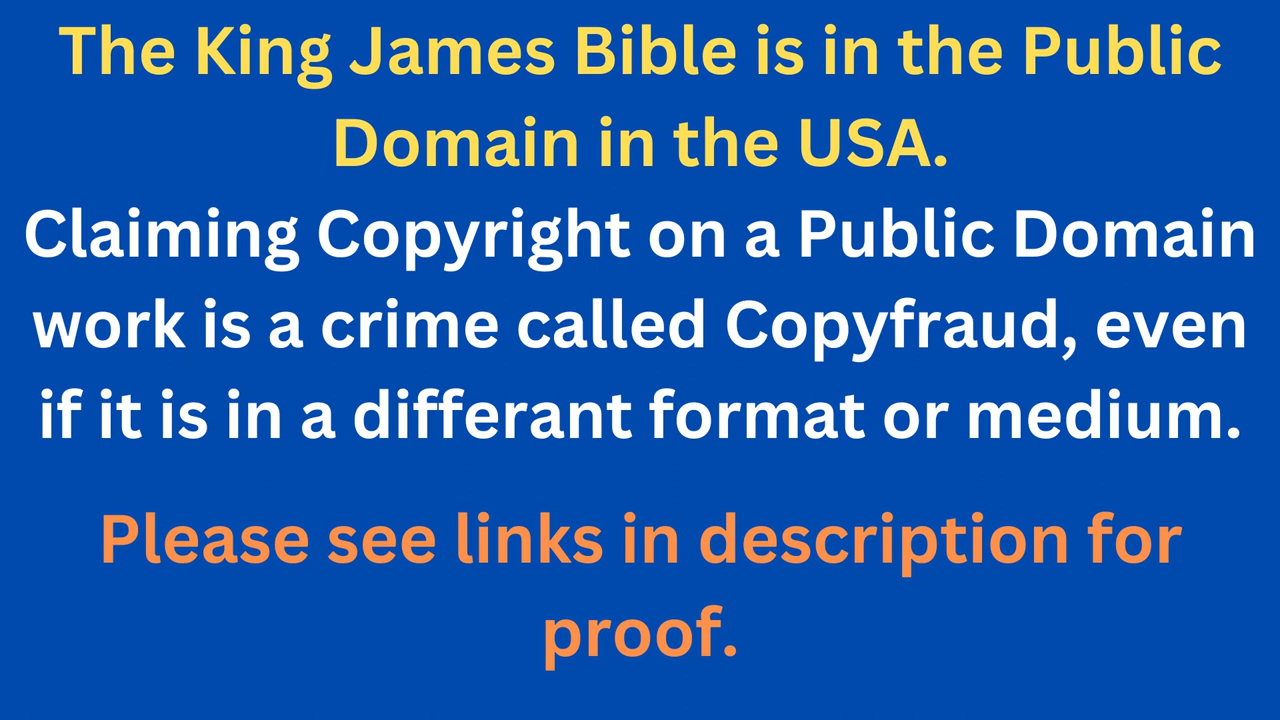 The King James Bible is in the Public
Domain in the USA.
Claiming Copyright on a Public Domain
work is a crime called Copyfraud, even
if it is in a differant format or medium.
Please see links in description for
proof.